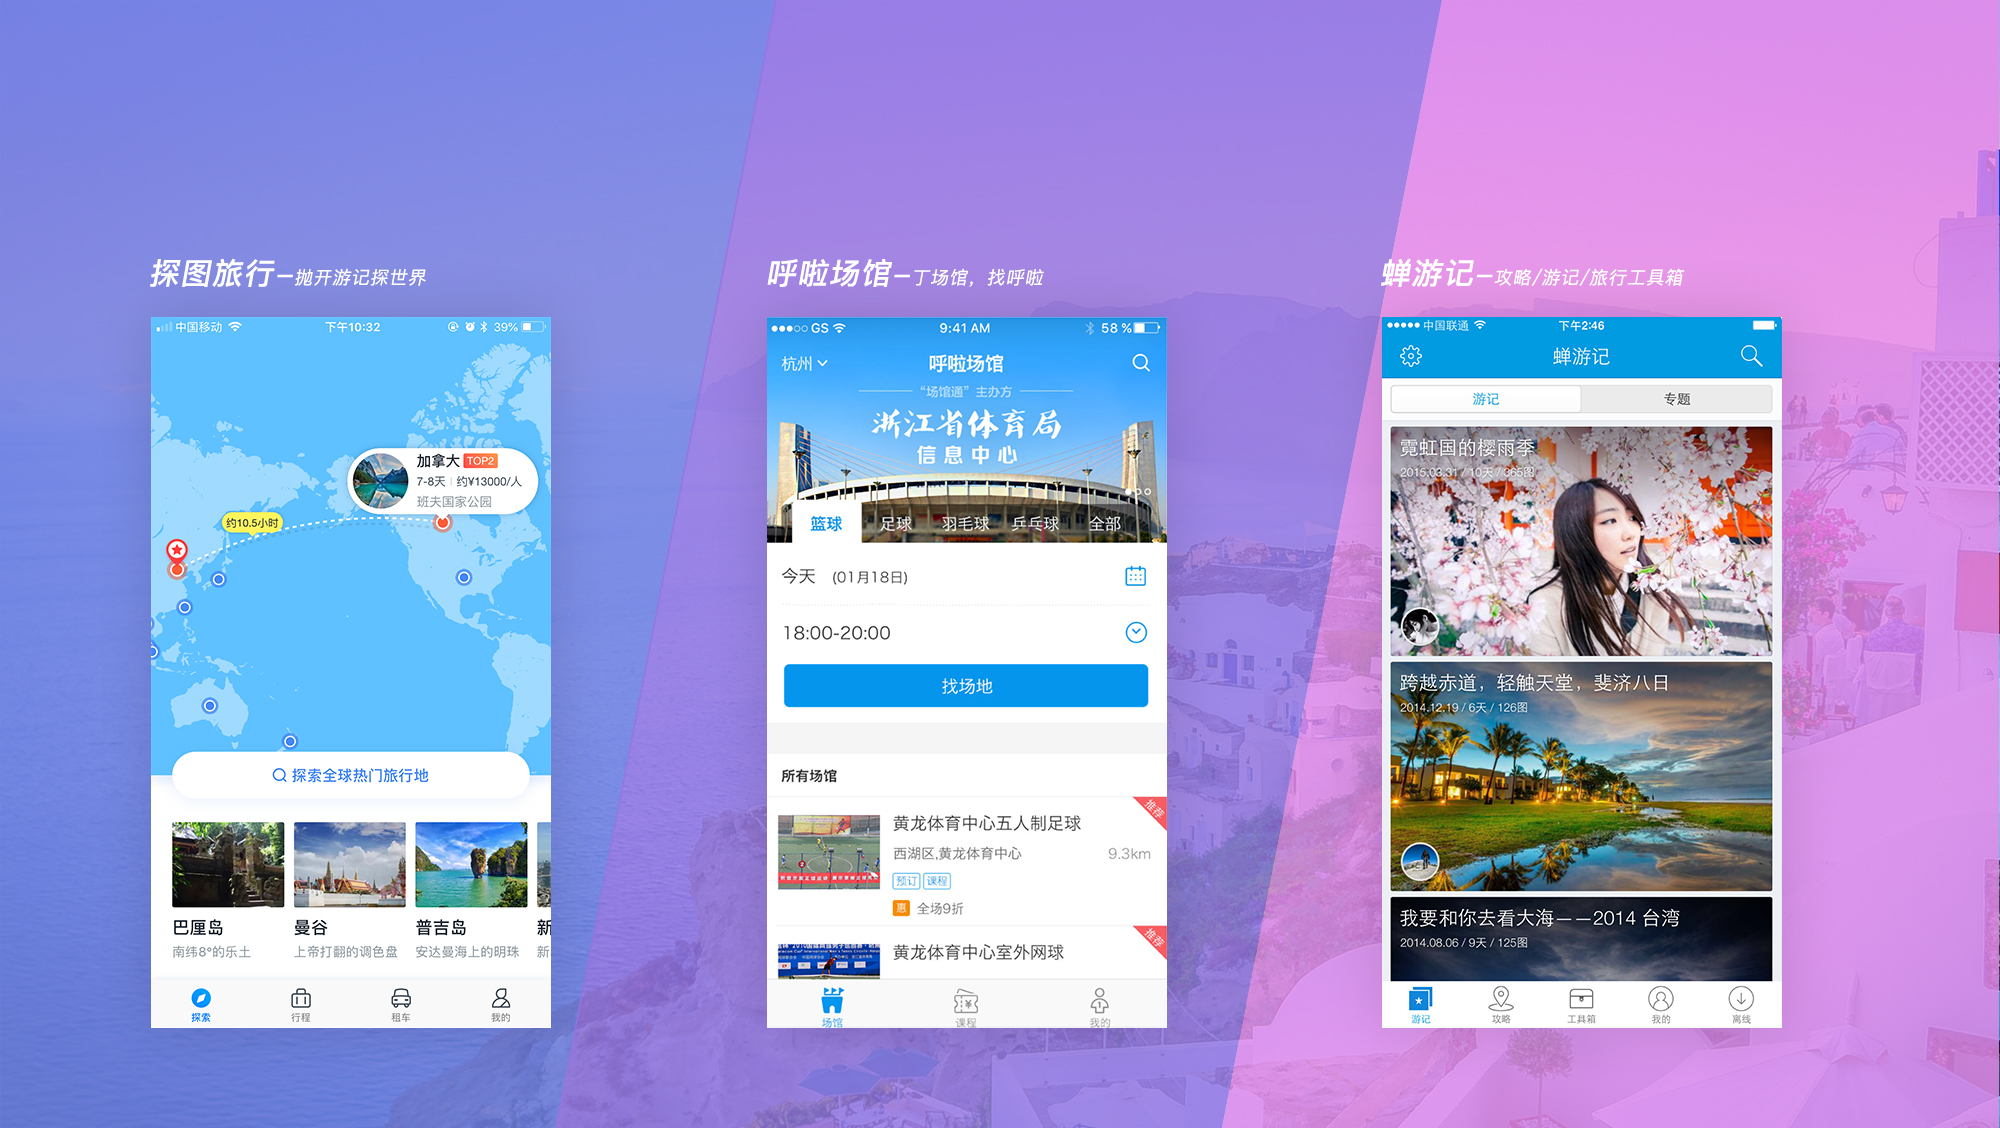 探图旅行—抛开游记探世界
中国移动 下午10:32 39%
加拿大 TOP2
7-8天 | 约¥13000/人
班夫国家公园
约10.5小时
探索全球热门旅行地
巴厘岛 曼谷 普吉岛 新
南纬8°的乐土 上帝打翻的调色盘 安达曼海上的明珠 新
探索 行程 租车 我的
呼啦场馆—丁场馆，找呼啦
GS 9:41 AM 58 %
杭州 呼啦场馆
“场馆通”主办方
浙江省体育局
信息中心
篮球 足球 羽毛球 乒乓球 全部
今天 (01月18日)
18:00-20:00
找场地
所有场馆
推荐
黄龙体育中心五人制足球
西湖区,黄龙体育中心 9.3km
预订 课程
惠 全场9折
推荐
黄龙体育中心室外网球
场馆 课程 我的
蝉游记—攻略/游记/旅行工具箱
中国联通 下午2:46
蝉游记
游记 专题
霓虹国的樱雨季
2015.03.31 / 10天 / 365图
跨越赤道，轻触天堂，斐济八日
2014.12.19 / 6天 / 126图
我要和你去看大海——2014 台湾
2014.08.06 / 9天 / 125图
游记 攻略 工具箱 我的 离线